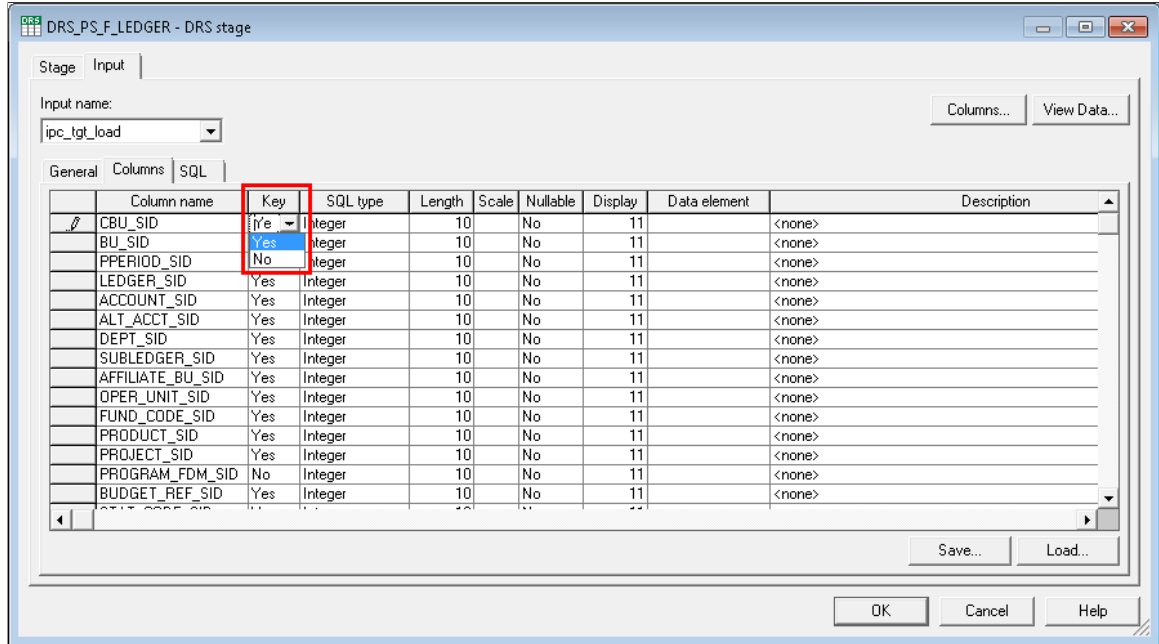 DRS DRS_PS_F_LEDGER - DRS stage
Stage Input
Input name:
Columns... View Data...
ipc_tgt_load
General Columns SQL
Column name Key SQL type Length Scale Nullable Display Data element Description
CBU_SID Ye Integer 10 No 11 <none>
BU_SID Yes nteger 10 No 11 <none>
PPERIOD_SID No nteger 10 No 11 <none>
LEDGER_SID Yes Integer 10 No 11 <none>
ACCOUNT_SID Yes Integer 10 No 11 <none>
ALT_ACCT_SID Yes Integer 10 No 11 <none>
DEPT_SID Yes Integer 10 No 11 <none>
SUBLEDGER_SID Yes Integer 10 No 11 <none>
AFFILIATE_BU_SID Yes Integer 10 No 11 <none>
OPER_UNIT_SID Yes Integer 10 No 11 <none>
FUND_CODE_SID Yes Integer 10 No 11 <none>
PRODUCT_SID Yes Integer 10 No 11 <none>
PROJECT_SID Yes Integer 10 No 11 <none>
PROGRAM_FDM_SID No Integer 10 No 11 <none>
BUDGET_REF_SID Yes Integer 10 No 11 <none>
Save... Load...
OK Cancel Help